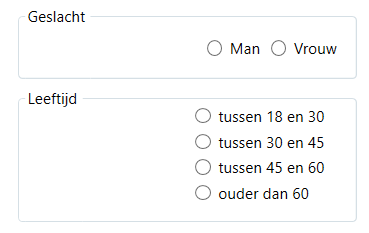 Geslacht
Man Vrouw
Leeftijd
tussen 18 en 30
tussen 30 en 45
tussen 45 en 60
ouder dan 60